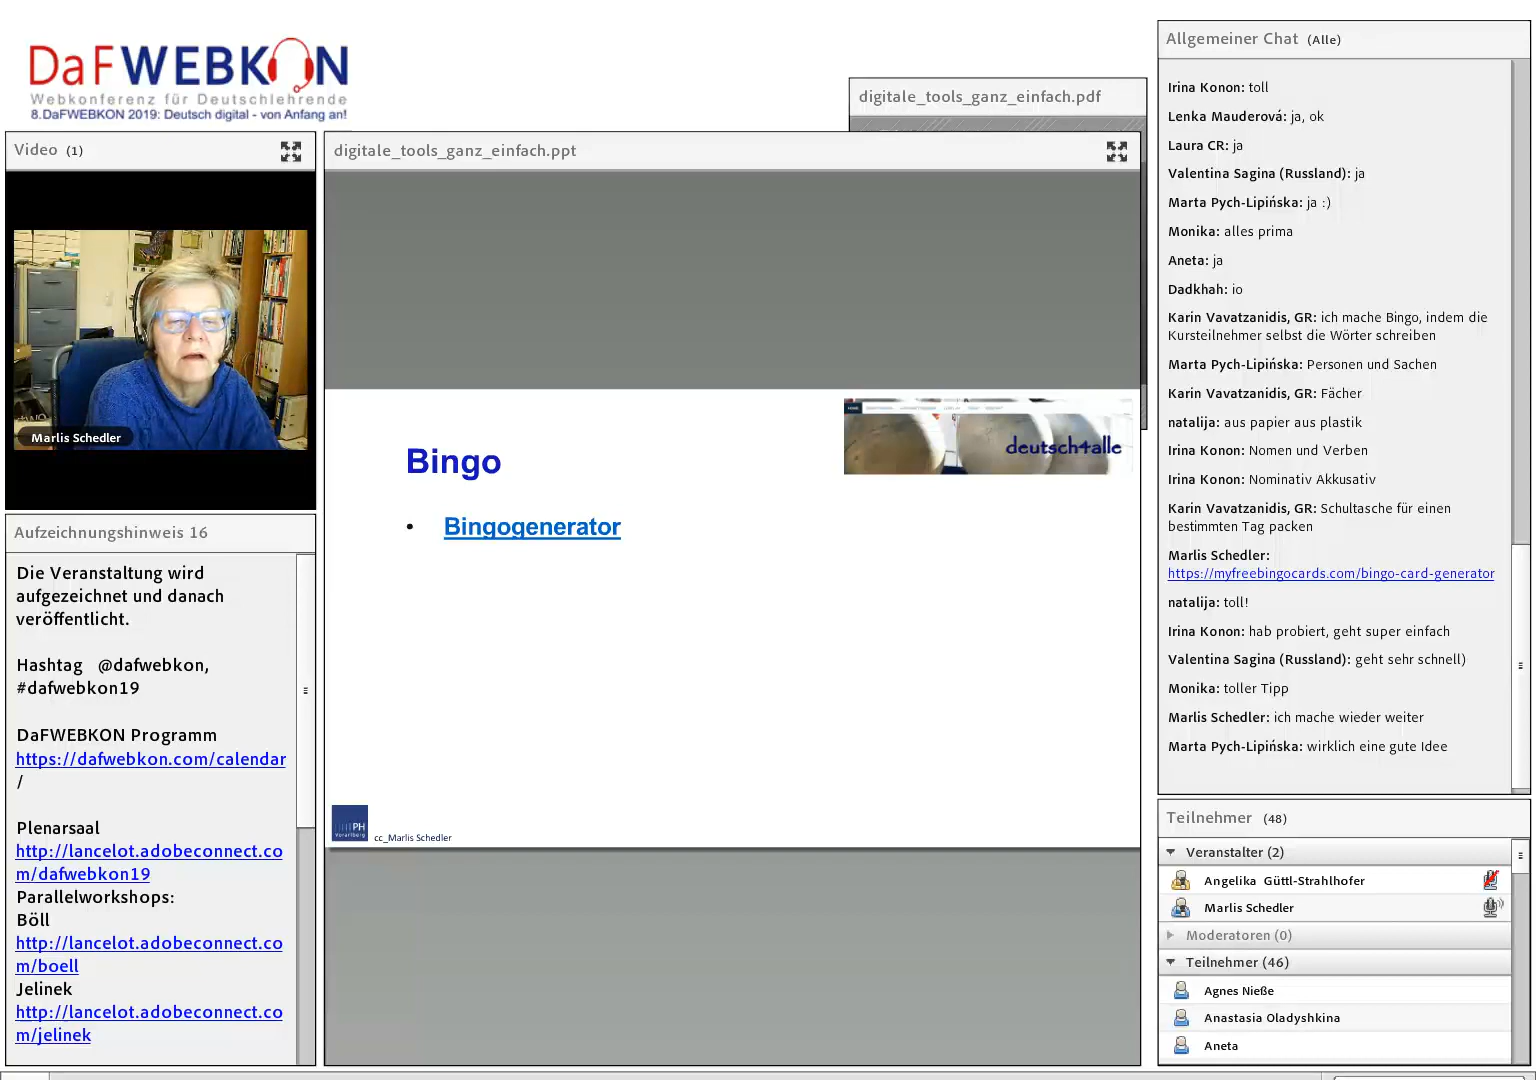 DaFWEBKON
Webkonferenz für Deutschlehrende
8.DaFWEBKON 2019: Deutsch digital - von Anfang an!
Video (1)
Marlis Schedler
Aufzeichnungshinweis 16
Die Veranstaltung wird
aufgezeichnet und danach
veröffentlicht.
Hashtag @dafwebkon,
#dafwebkon19
DaFWEBKON Programm
https://dafwebkon.com/calendar
/
Plenarsaal
http://lancelot.adobeconnect.co
m/dafwebkon19
Parallelworkshops:
Böll
http://lancelot.adobeconnect.co
m/boell
Jelinek
http://lancelot.adobeconnect.co
m/jelinek
digitale_tools_ganz_einfach.pdf
digitale_tools_ganz_einfach.ppt
deutsch4alle
Bingo
• Bingogenerator
PH
Vorarlberg
cc_Marlis Schedler
Allgemeiner Chat (Alle)
Irina Konon: toll
Lenka Mauderová: ja, ok
Laura CR: ja
Valentina Sagina (Russland): ja
Marta Pych-Lipińska: ja :)
Monika: alles prima
Aneta: ja
Dadkhah: io
Karin Vavatzanidis, GR: ich mache Bingo, indem die
Kursteilnehmer selbst die Wörter schreiben
Marta Pych-Lipińska: Personen und Sachen
Karin Vavatzanidis, GR: Fächer
natalija: aus papier aus plastik
Irina Konon: Nomen und Verben
Irina Konon: Nominativ Akkusativ
Karin Vavatzanidis, GR: Schultasche für einen
bestimmten Tag packen
Marlis Schedler:
https://myfreebingocards.com/bingo-card-generator
natalija: toll!
Irina Konon: hab probiert, geht super einfach
Valentina Sagina (Russland): geht sehr schnell)
Monika: toller Tipp
Marlis Schedler: ich mache wieder weiter
Marta Pych-Lipińska: wirklich eine gute Idee
Teilnehmer (48)
Veranstalter (2)
Angelika Güttl-Strahlhofer
Marlis Schedler
Moderatoren (0)
Teilnehmer (46)
Agnes Nieße
Anastasia Oladyshkina
Aneta